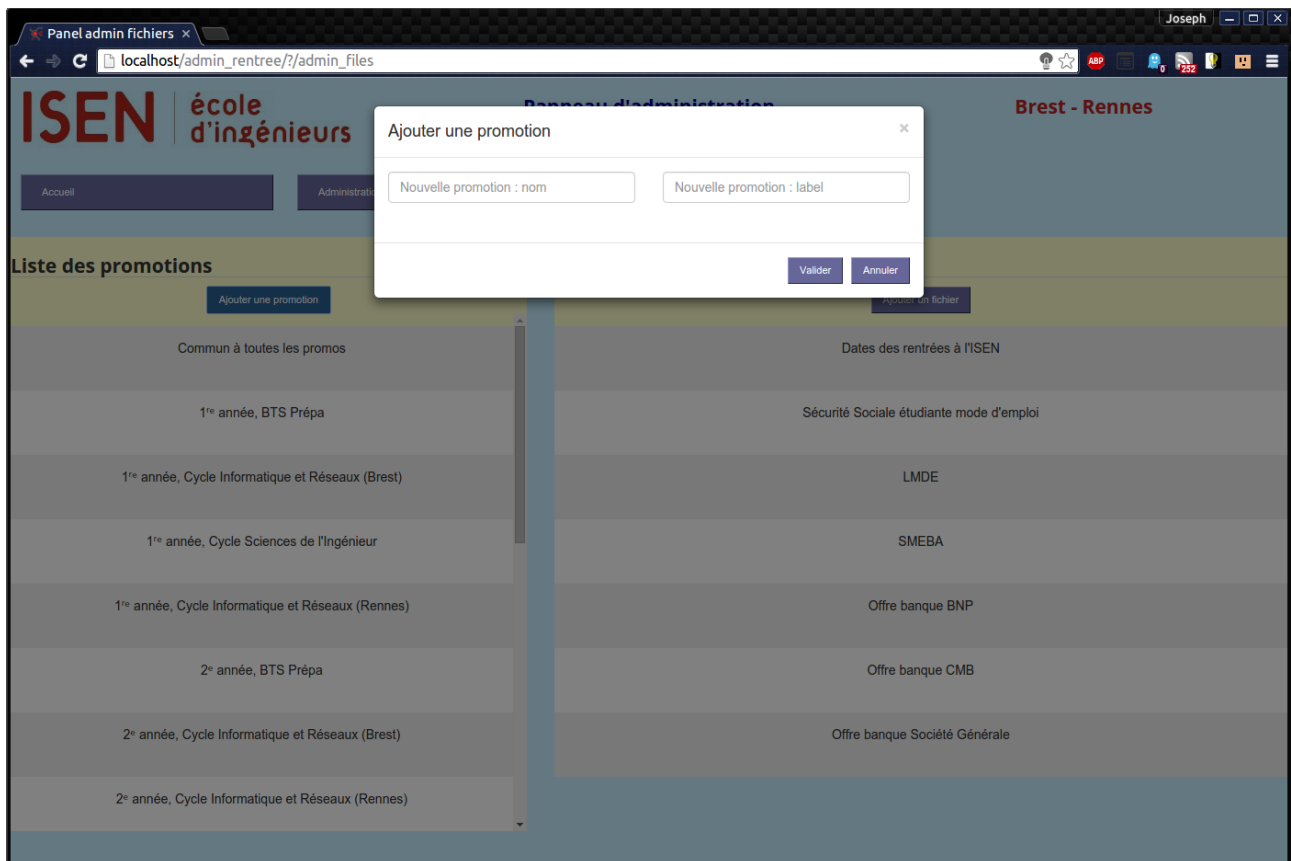 Joseph
Panel admin fichiers ×
localhost/admin_rentree/?/admin_files
ABP
0
252
ISEN
école
d'ingénieurs
Panneau d'administration
Brest - Rennes
Ajouter une promotion ×
Accueil
Nouvelle promotion : nom
Nouvelle promotion : label
Valider
Annuler
Liste des promotions
Ajouter une promotion
Ajouter un fichier
Commun à toutes les promos
Dates des rentrées à l'ISEN
1re année, BTS Prépa
Sécurité Sociale étudiante mode d'emploi
1re année, Cycle Informatique et Réseaux (Brest)
LMDE
1re année, Cycle Sciences de l'Ingénieur
SMEBA
1re année, Cycle Informatique et Réseaux (Rennes)
Offre banque BNP
2e année, BTS Prépa
Offre banque CMB
2e année, Cycle Informatique et Réseaux (Brest)
Offre banque Société Générale
2e année, Cycle Informatique et Réseaux (Rennes)